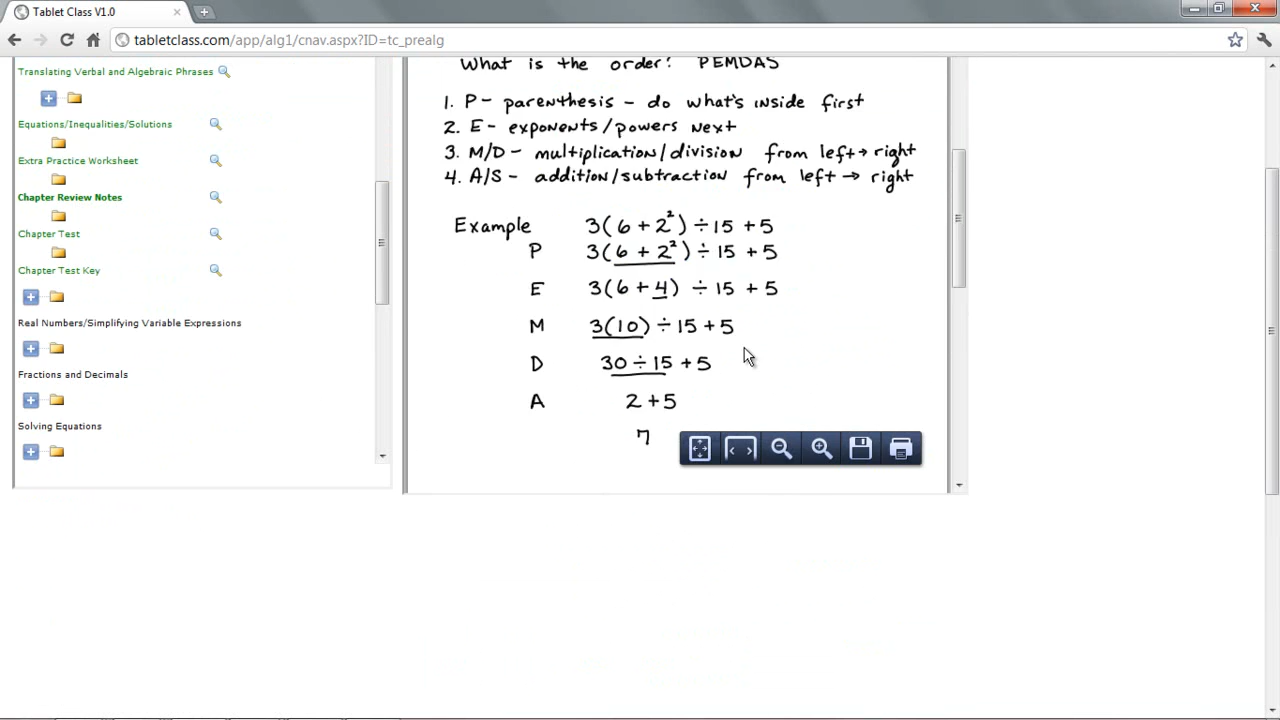 Tablet Class V1.0
tabletclass.com/app/alg1/cnav.aspx?ID=tc_prealg
Translating Verbal and Algebraic Phrases
Equations/Inequalities/Solutions
Extra Practice Worksheet
Chapter Review Notes
Chapter Test
Chapter Test Key
Real Numbers/Simplifying Variable Expressions
Fractions and Decimals
Solving Equations
What is the order? PEMDAS
1. P - parenthesis - do what's inside first
2. E - exponents/powers next
3. M/D - multiplication/division from left → right
4. A/S - addition/subtraction from left → right
Example 3(6 + 2²) ÷ 15 + 5
P 3(6 + 2²) ÷ 15 + 5
E 3(6 + 4) ÷ 15 + 5
M 3(10) ÷ 15 + 5
D 30 ÷ 15 + 5
A 2 + 5
7